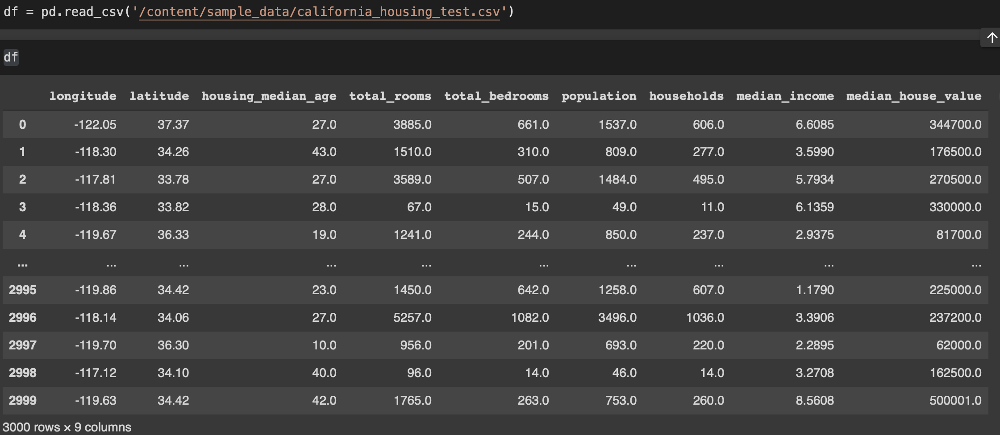 df = pd.read_csv('/content/sample_data/california_housing_test.csv')
df
longitude latitude housing_median_age total_rooms total_bedrooms population households median_income median_house_value
0 -122.05 37.37 27.0 3885.0 661.0 1537.0 606.0 6.6085 344700.0
1 -118.30 34.26 43.0 1510.0 310.0 809.0 277.0 3.5990 176500.0
2 -117.81 33.78 27.0 3589.0 507.0 1484.0 495.0 5.7934 270500.0
3 -118.36 33.82 28.0 67.0 15.0 49.0 11.0 6.1359 330000.0
4 -119.67 36.33 19.0 1241.0 244.0 850.0 237.0 2.9375 81700.0
... ... ... ... ... ... ... ... ... ...
2995 -119.86 34.42 23.0 1450.0 642.0 1258.0 607.0 1.1790 225000.0
2996 -118.14 34.06 27.0 5257.0 1082.0 3496.0 1036.0 3.3906 237200.0
2997 -119.70 36.30 10.0 956.0 201.0 693.0 220.0 2.2895 62000.0
2998 -117.12 34.10 40.0 96.0 14.0 46.0 14.0 3.2708 162500.0
2999 -119.63 34.42 42.0 1765.0 263.0 753.0 260.0 8.5608 500001.0
3000 rows × 9 columns